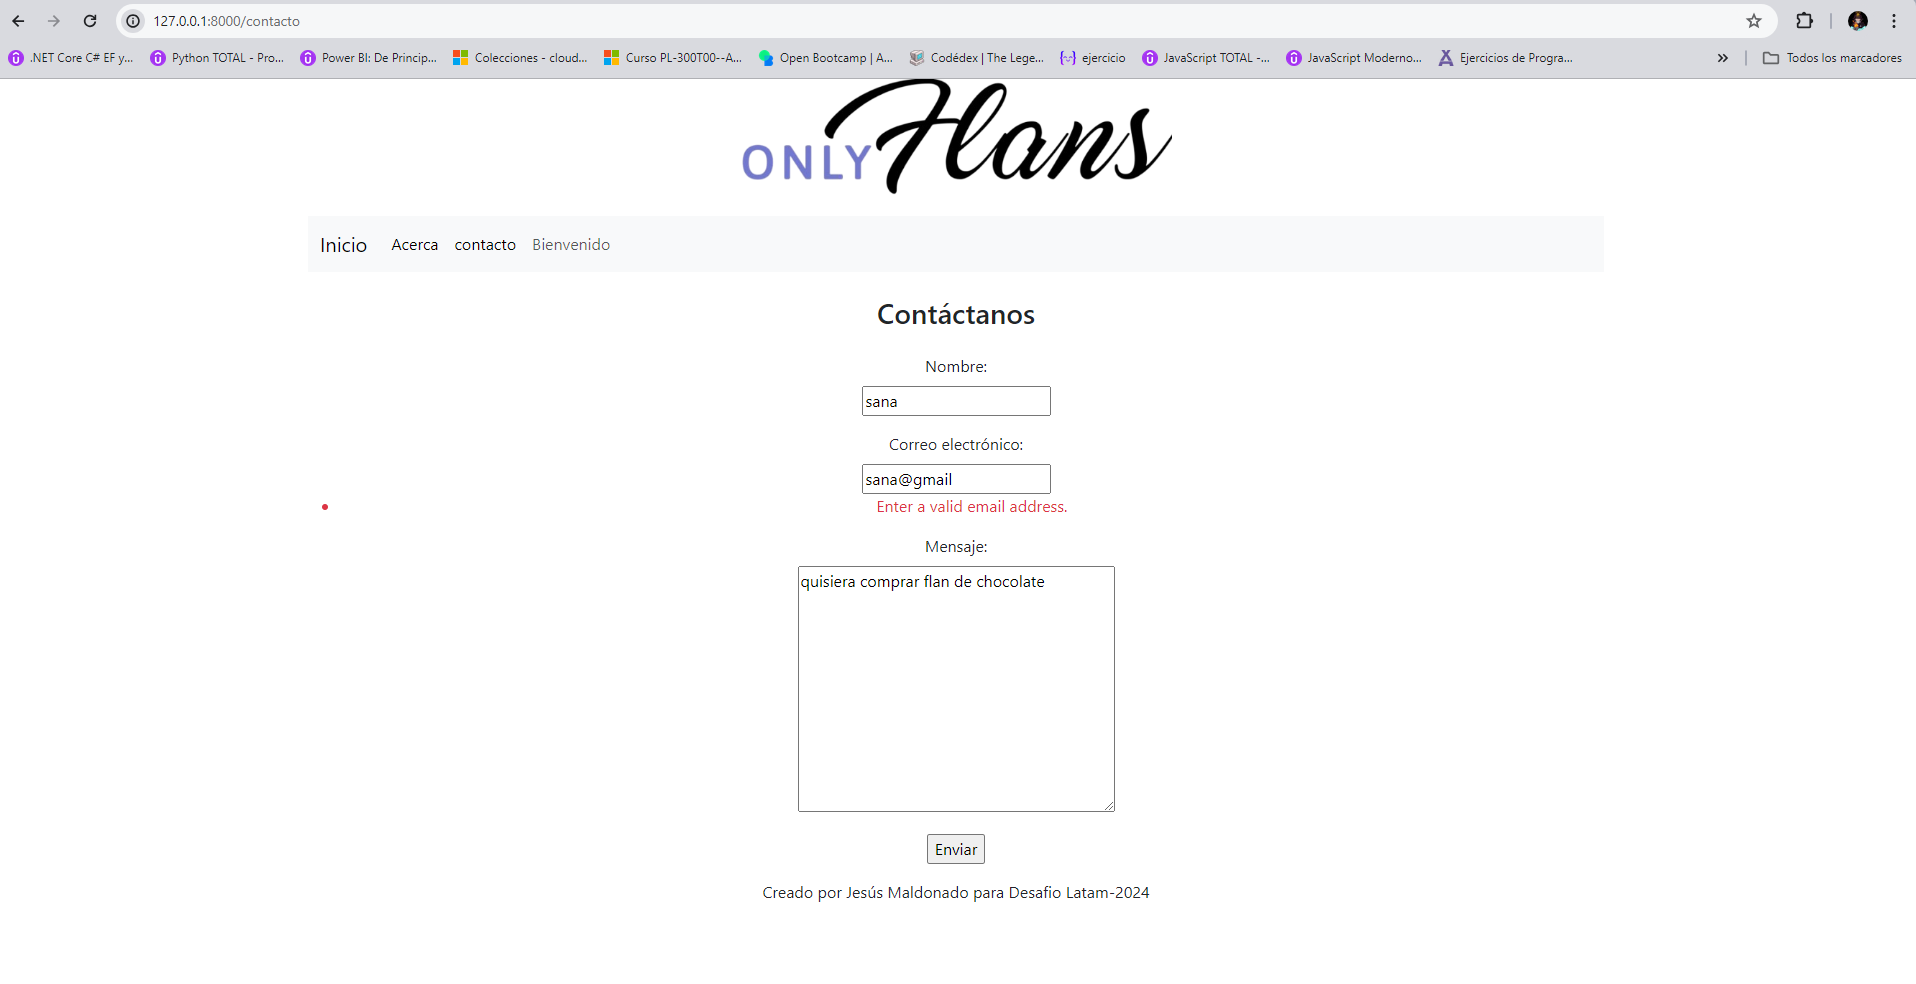 127.0.0.1:8000/contacto
.NET Core C# EF y... Python TOTAL - Pro... Power BI: De Princip... Colecciones - cloud... Curso PL-300T00--A... Open Bootcamp | A... Codédex | The Lege... ejercicio JavaScript TOTAL -... JavaScript Moderno... Ejercicios de Progra... » Todos los marcadores
ONLY Flans
Inicio Acerca contacto Bienvenido
Contáctanos
Nombre:
sana
Correo electrónico:
sana@gmail
Enter a valid email address.
Mensaje:
quisiera comprar flan de chocolate
Enviar
Creado por Jesús Maldonado para Desafio Latam-2024